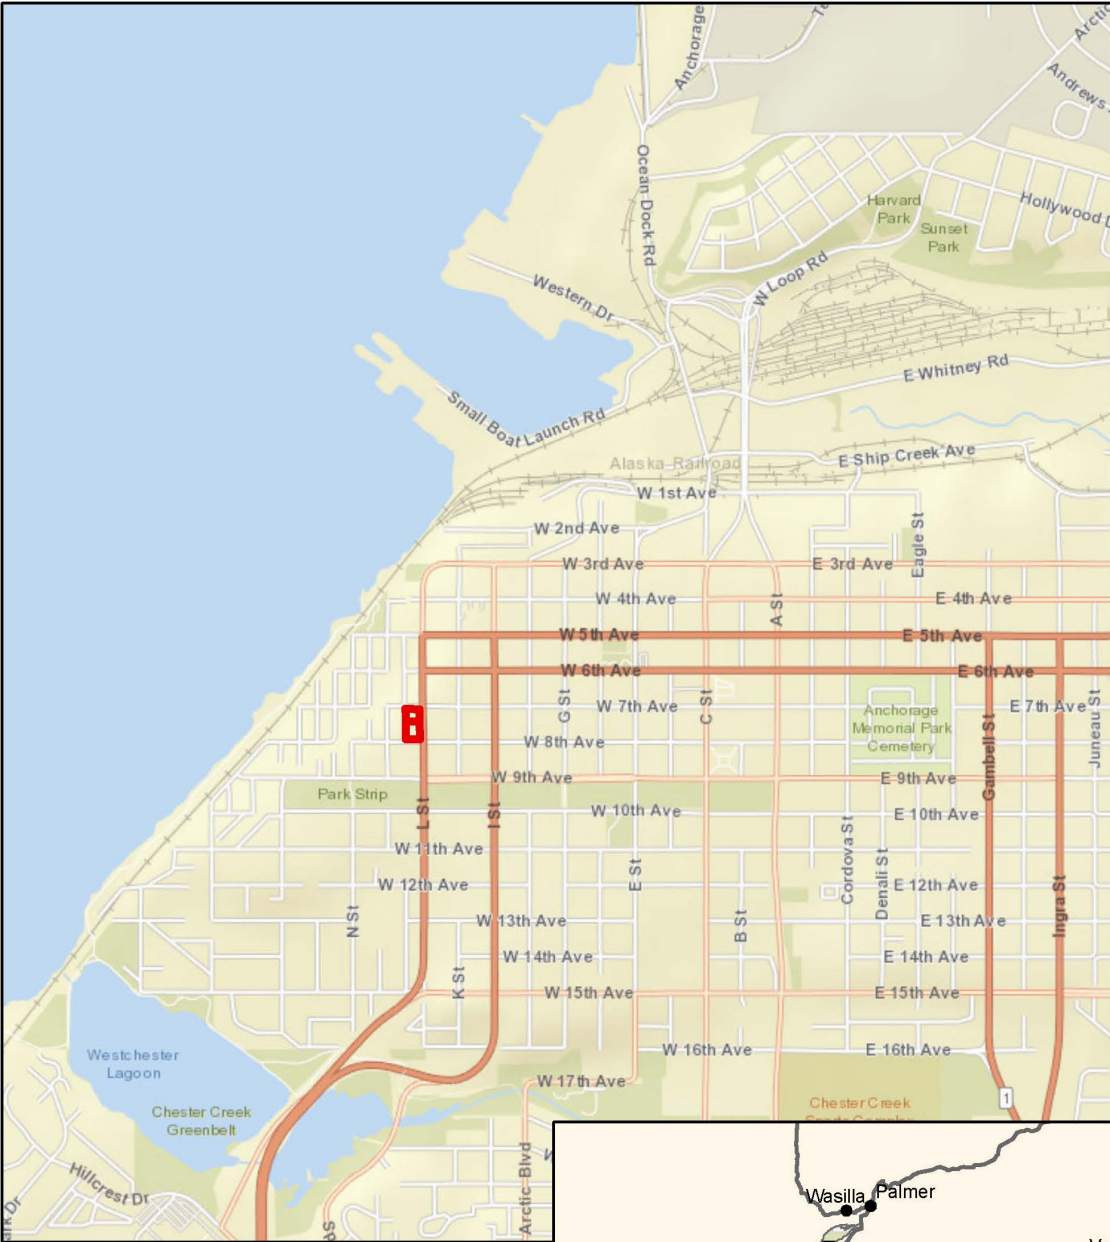 Anchorage
Ocean Dock Rd
Harvard
Park
Sunset
Park
Hollywood
Andrews
Arctic
Western Dr
W Loop Rd
E Whitney Rd
Small Boat Launch Rd
Alaska Railroad
E Ship Creek Ave
W 1st Ave
W 2nd Ave
Eagle St
W 3rd Ave
E 3rd Ave
W 4th Ave
A St
E 4th Ave
W 5th Ave
E 5th Ave
W 6th Ave
E 6th Ave
G St
W 7th Ave
C St
Anchorage
Memorial Park
Cemetery
E 7th Ave
Juneau St
W 8th Ave
Gambell St
W 9th Ave
E 9th Ave
Park Strip
L St
I St
W 10th Ave
E 10th Ave
W 11th Ave
Cordova St
E St
Denali St
W 12th Ave
E 12th Ave
Ingra St
N St
W 13th Ave
B St
E 13th Ave
W 14th Ave
E 14th Ave
K St
W 15th Ave
E 15th Ave
W 16th Ave
E 16th Ave
Westchester
Lagoon
W 17th Ave
1
Chester Creek
Chester Creek
Greenbelt
Arctic Blvd
Hillcrest Dr
Wasilla
Palmer